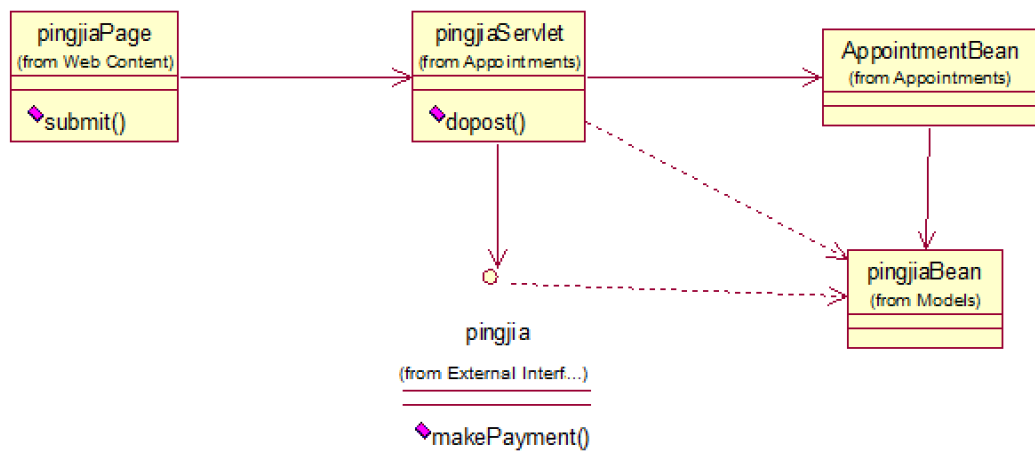 pingjiaPage
(from Web Content)
submit()
pingjiaServlet
(from Appointments)
dopost()
AppointmentBean
(from Appointments)
pingjiaBean
(from Models)
pingjia
(from External Interf...)
makePayment()